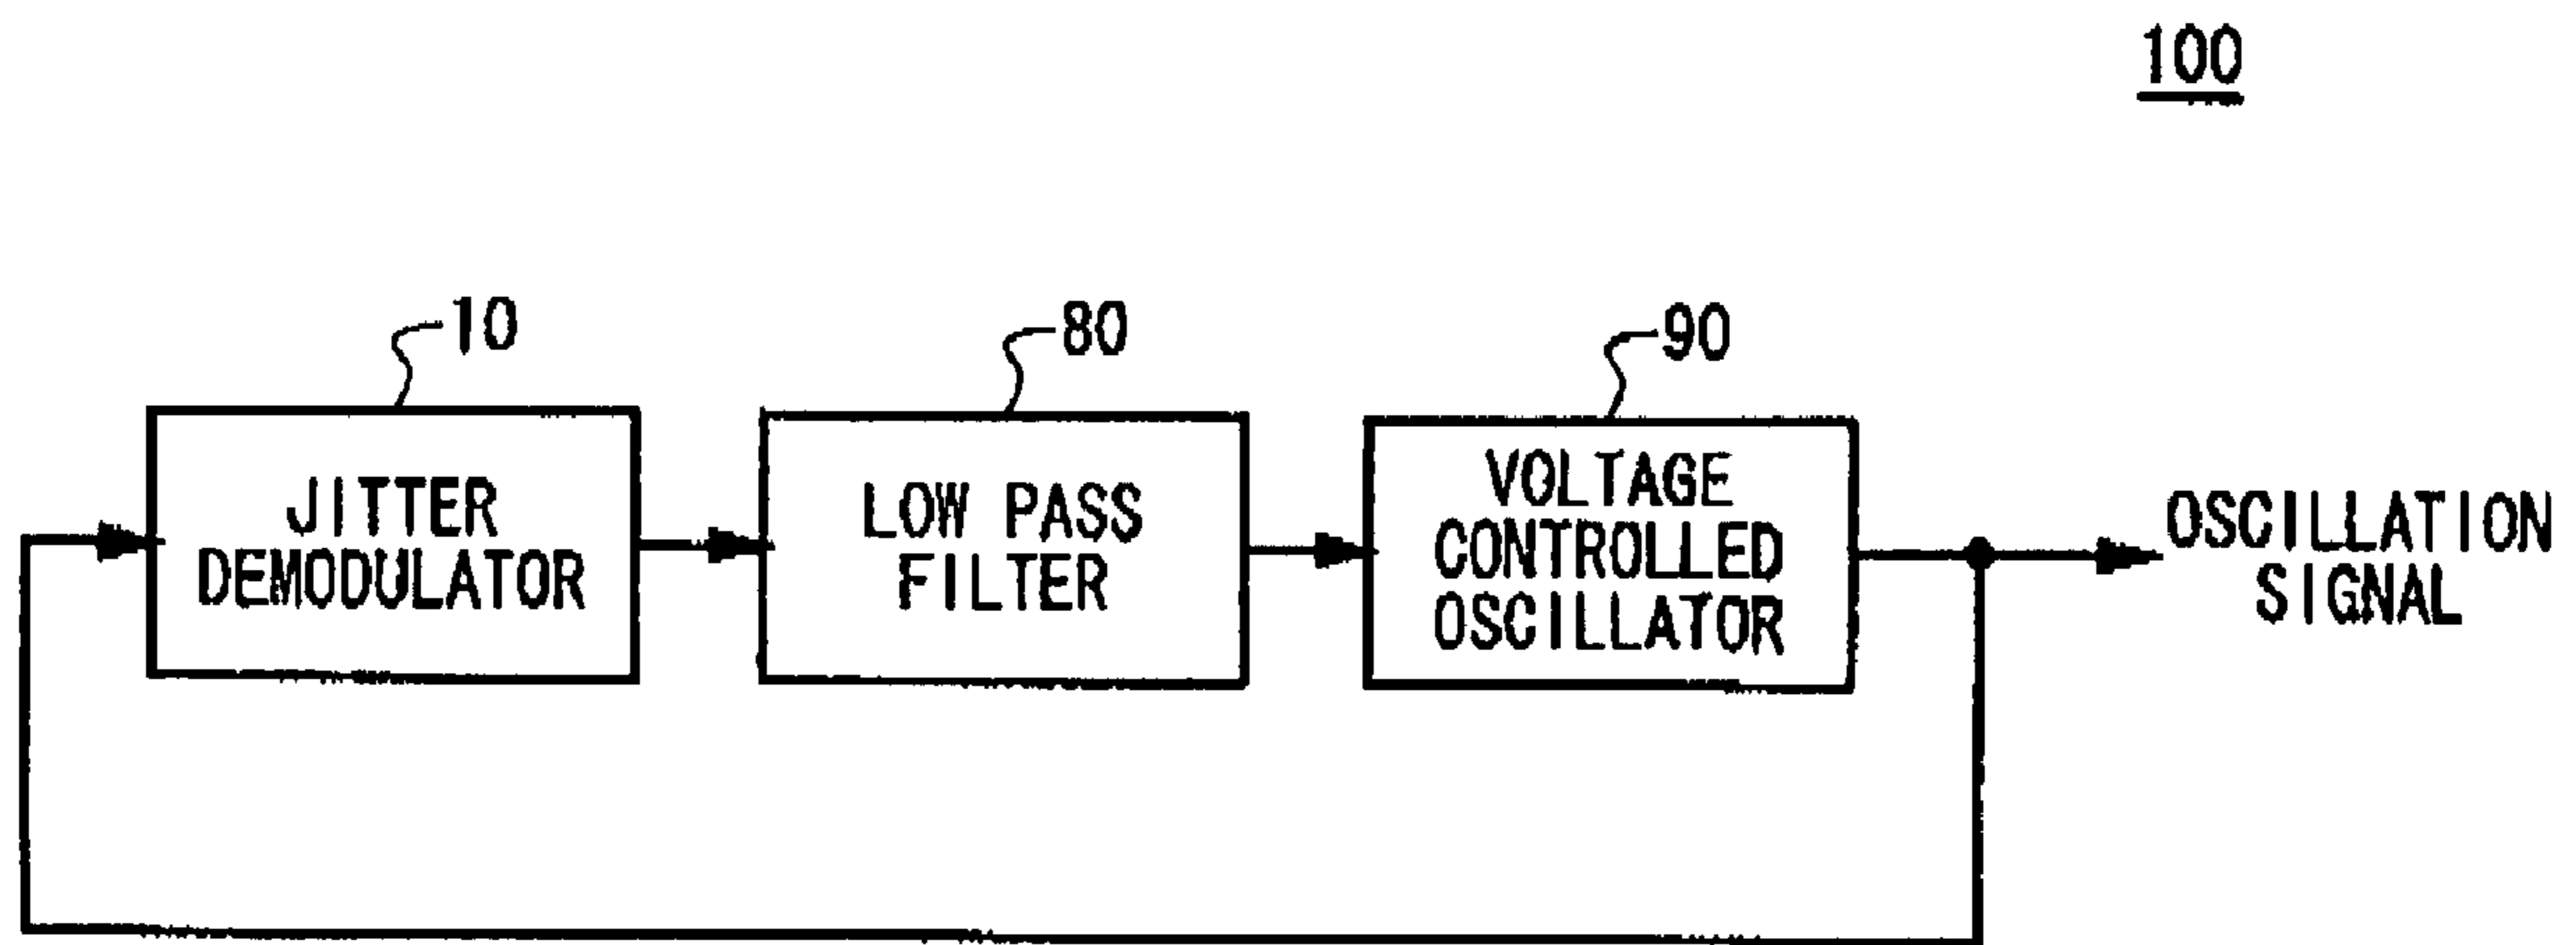 100
10
80
90
JITTER
DEMODULATOR
LOW PASS
FILTER
VOLTAGE
CONTROLLED
OSCILLATOR
OSCILLATION
SIGNAL